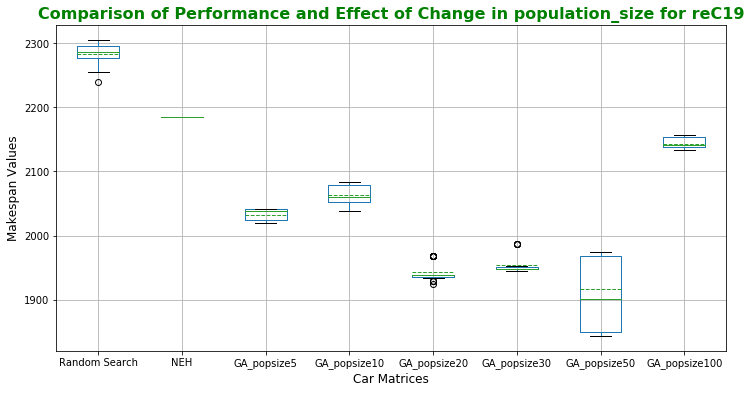 Comparison of Performance and Effect of Change in population_size for reC19
2300
2200
2100
2000
1900
Makespan Values
Random Search NEH GA_popsize5 GA_popsize10 GA_popsize20 GA_popsize30 GA_popsize50 GA_popsize100
Car Matrices